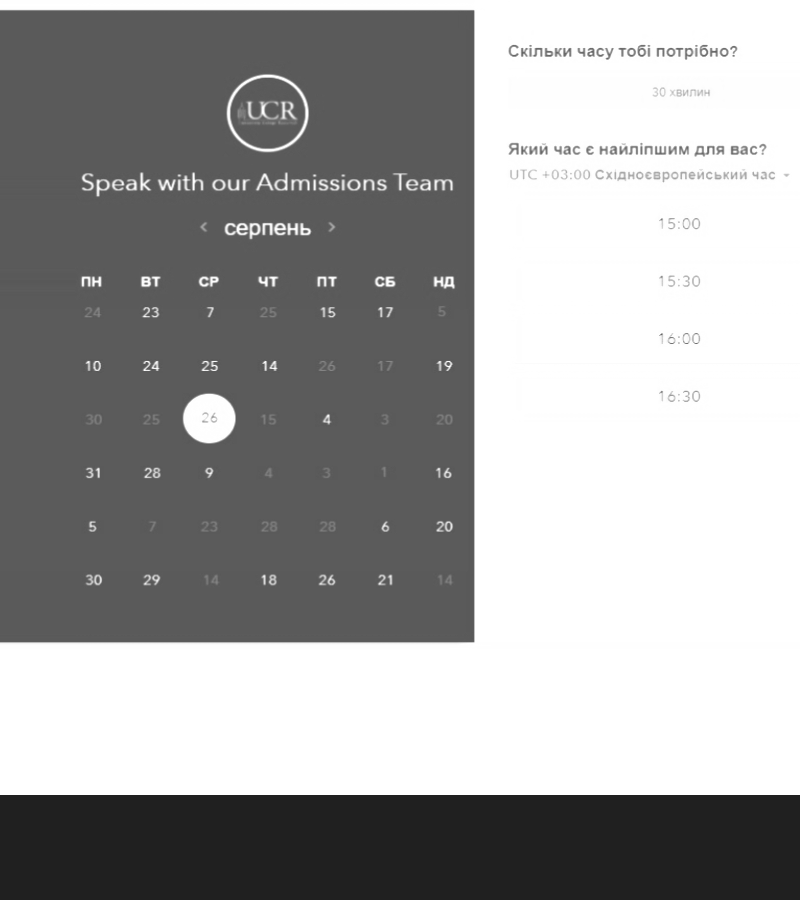 UCR
Speak with our Admissions Team
серпень
ПН ВТ СР ЧТ ПТ СБ НД
24 23 7 25 15 17 5
10 24 25 14 26 17 19
30 25 26 15 4 3 20
31 28 9 4 3 1 16
5 7 23 28 28 6 20
30 29 14 18 26 21 14
Скільки часу тобі потрібно?
30 хвилин
Який час є найліпшим для вас?
UTC +03:00 Східноєвропейський час
15:00
15:30
16:00
16:30